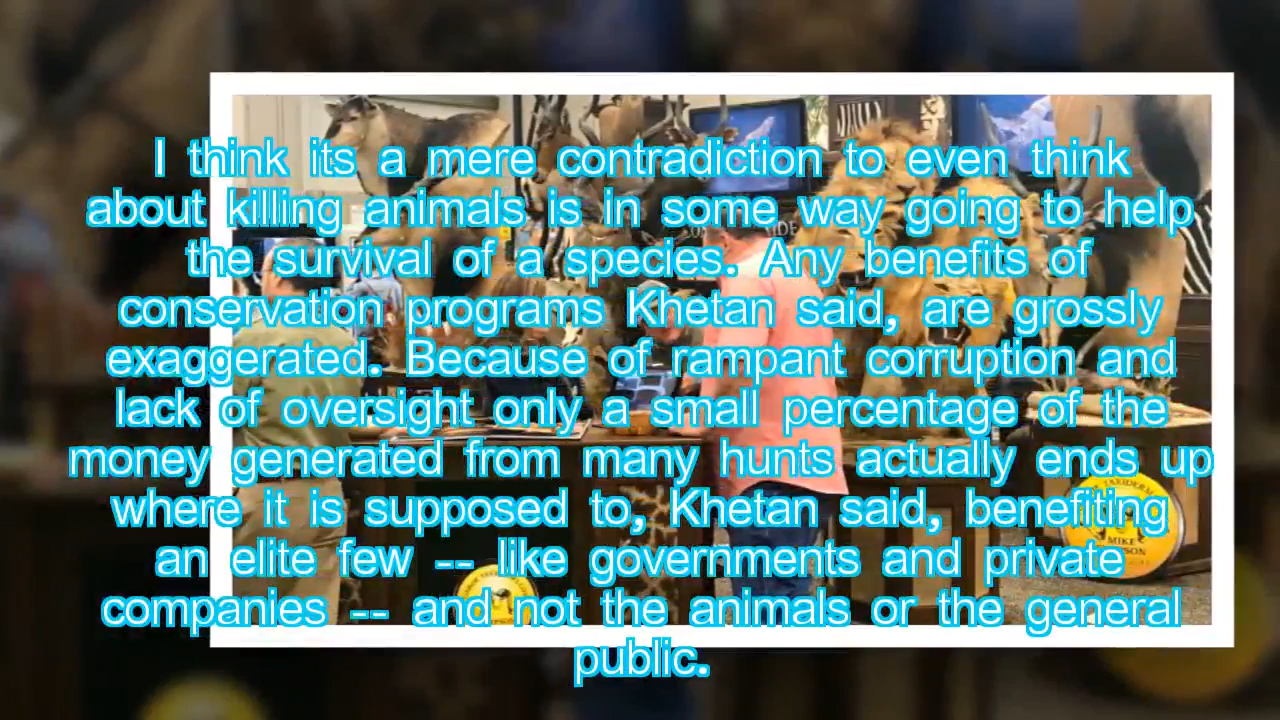 I think its a mere contradiction to even think
about killing animals is in some way going to help
the survival of a species. Any benefits of
conservation programs Khetan said, are grossly
exaggerated. Because of rampant corruption and
lack of oversight only a small percentage of the
money generated from many hunts actually ends up
where it is supposed to, Khetan said, benefiting
an elite few -- like governments and private
companies -- and not the animals or the general
public.
MIKE